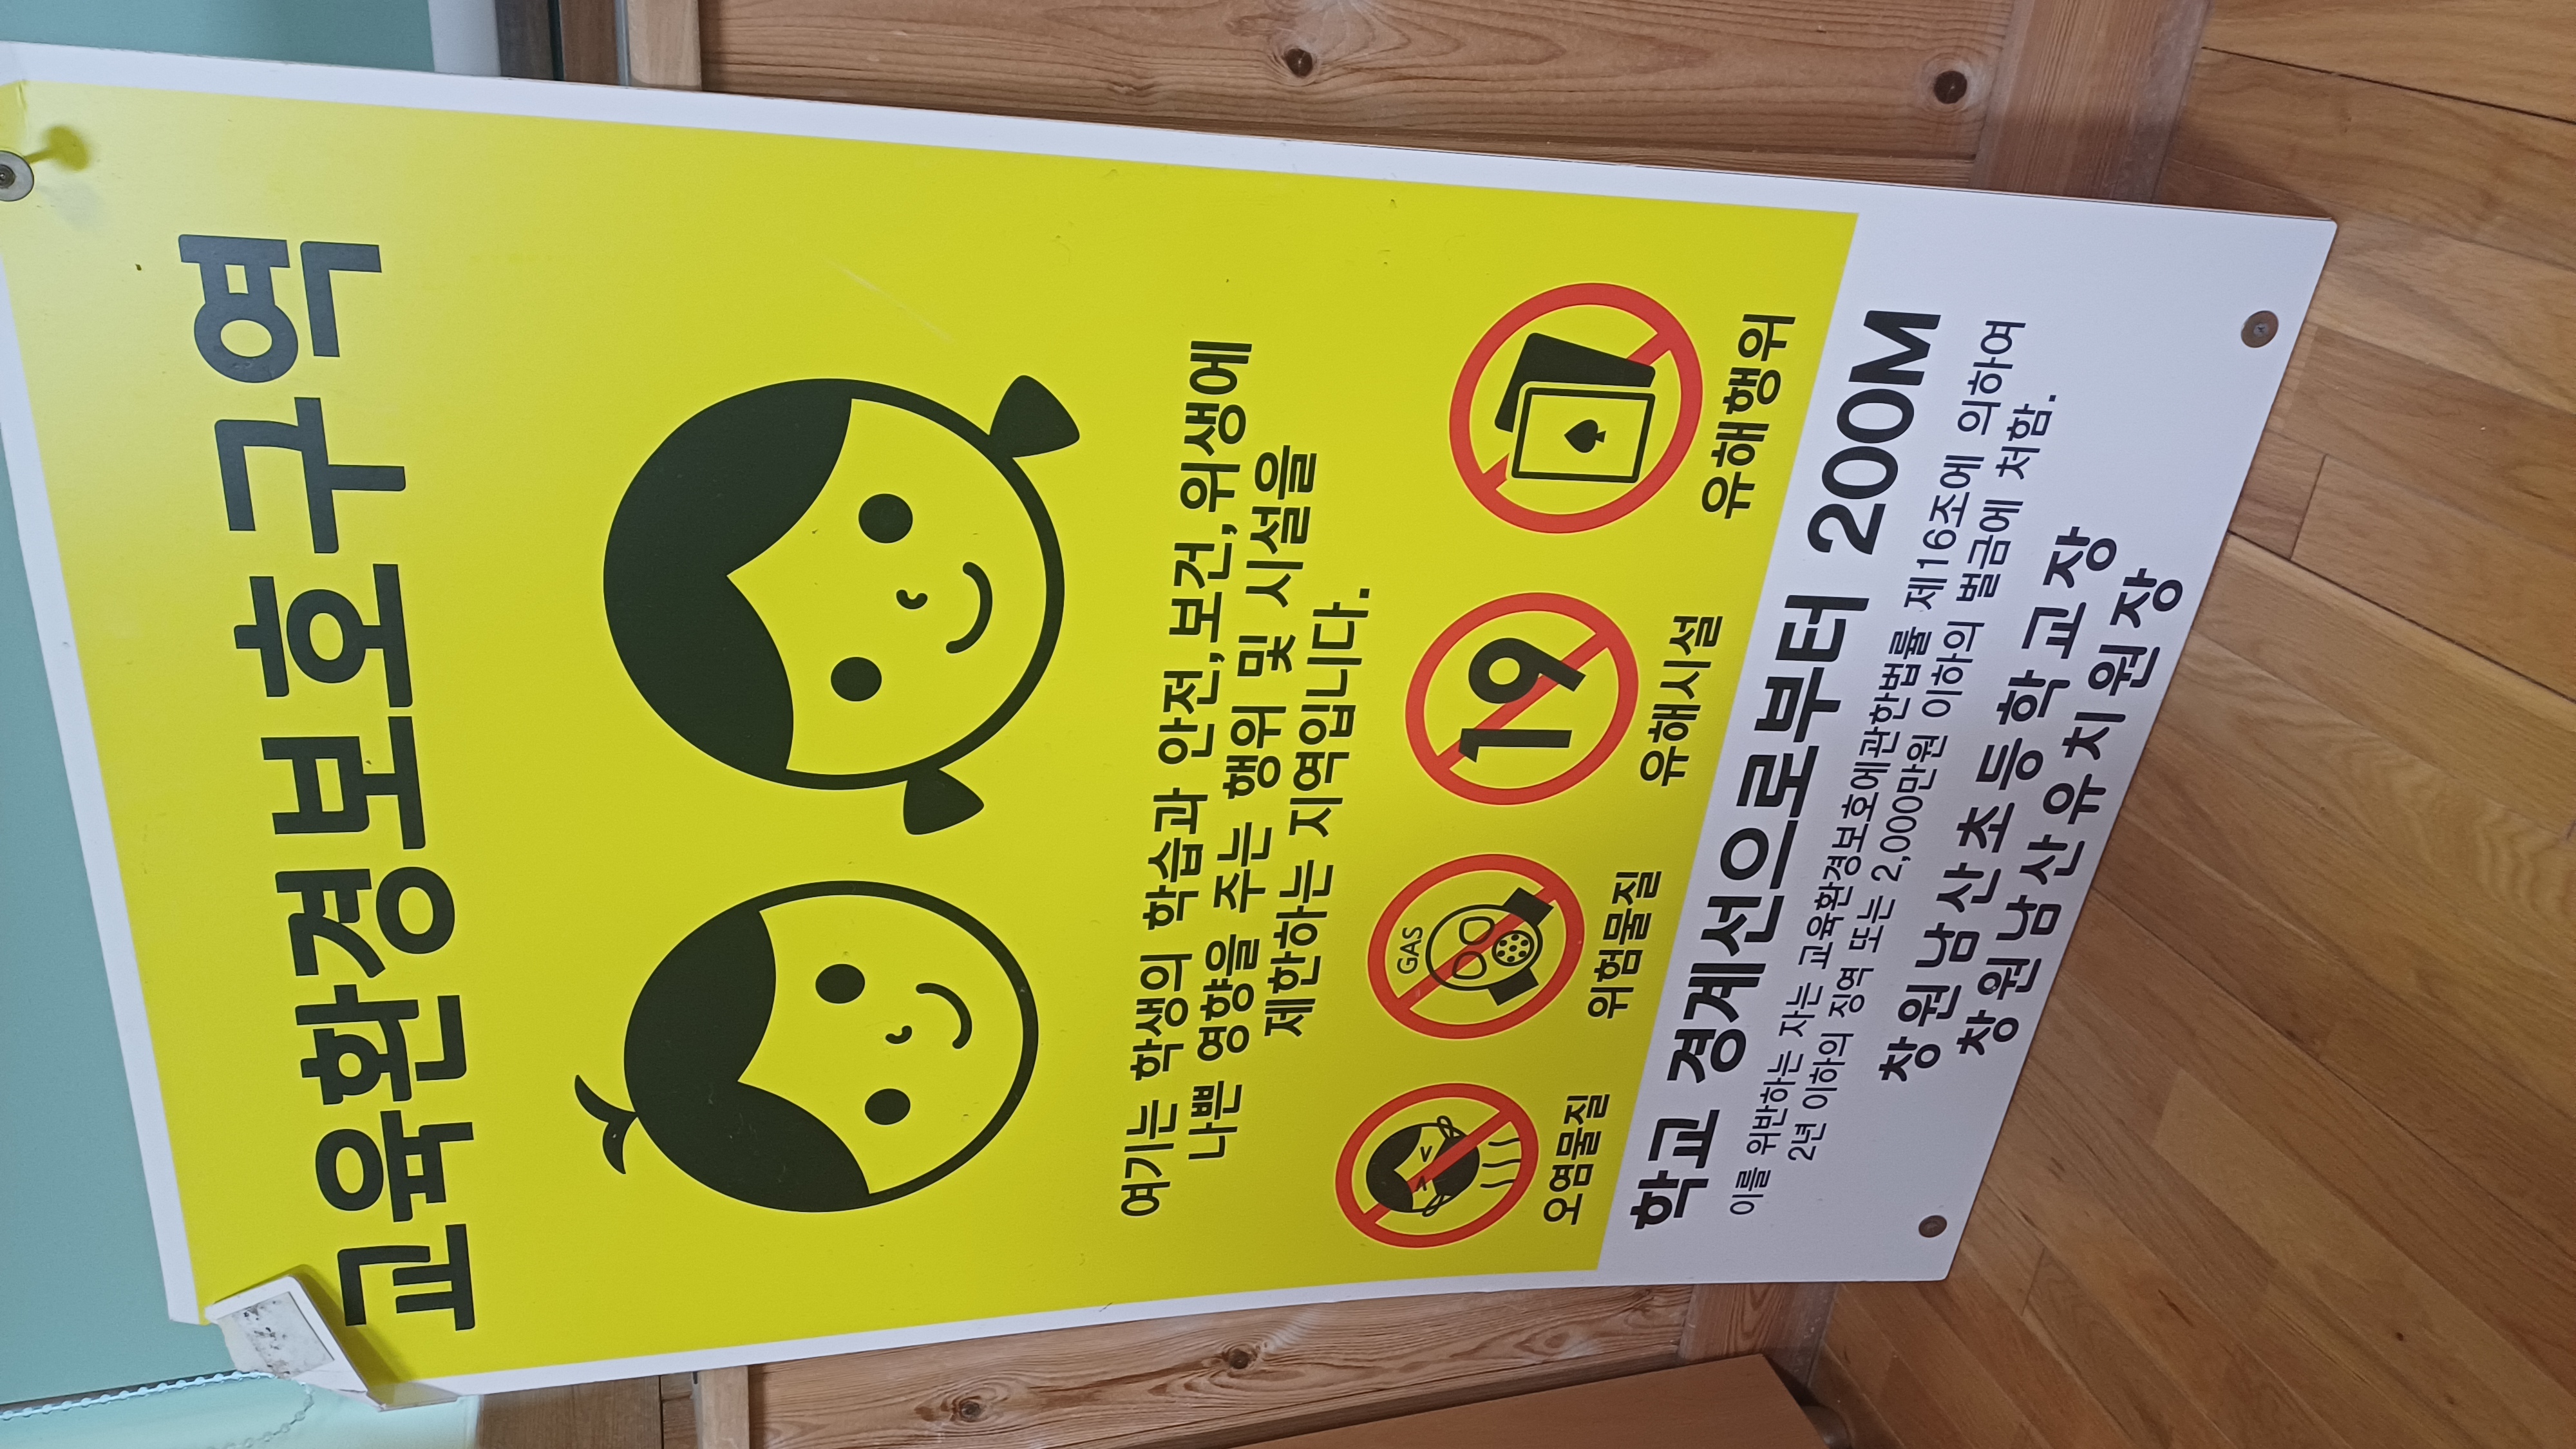 교육환경보호구역
여기는 학생의 학습과 안전,보건,위생에
나쁜 영향을 주는 행위 및 시설을
제한하는 지역입니다.
GAS
19
오염물질
위험물질
유해시설
유해행위
학교 경계선으로부터 200M
이를 위반하는 자는 교육환경보호에관한법률 제16조에 의하여
2년 이하의 징역 또는 2,000만원 이하의 벌금에 처함.
창원남산초등학교장
창원남산유치원장